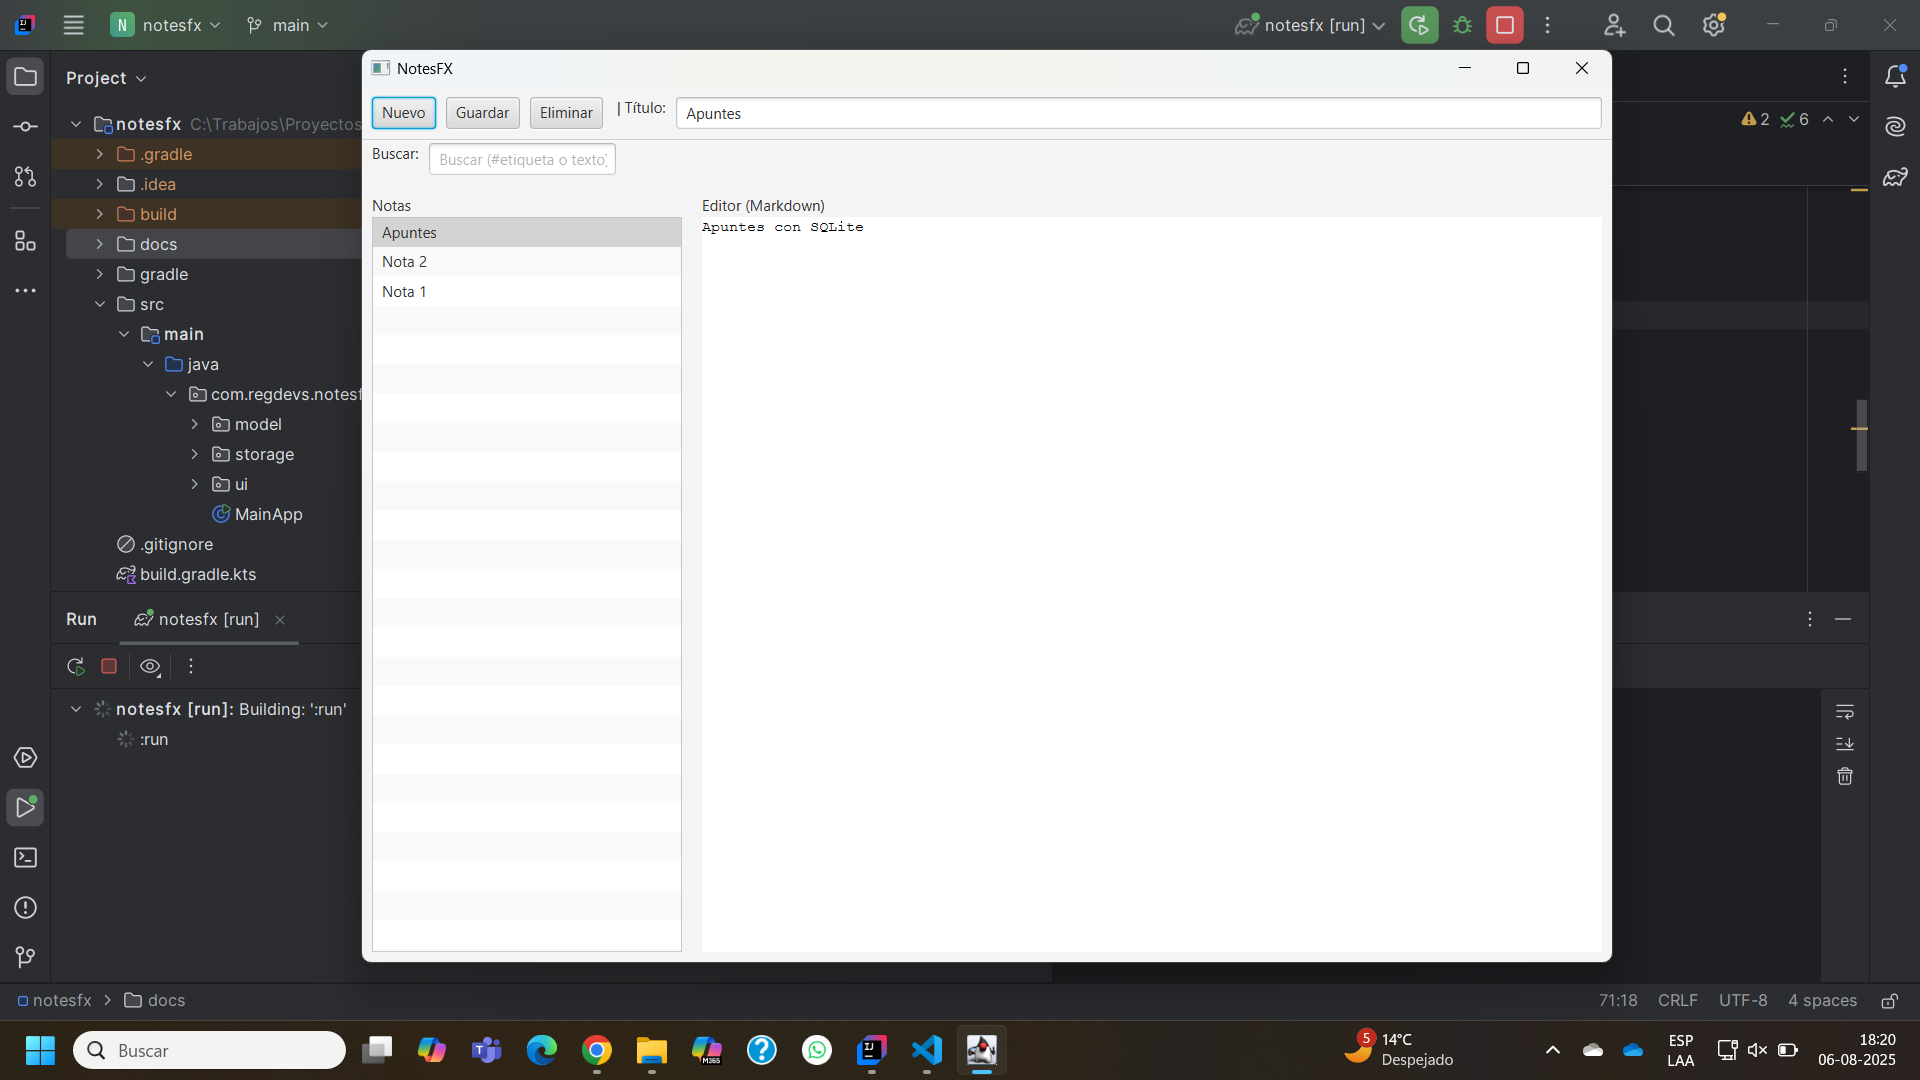 N notesfx main notesfx [run]
Project
NotesFX
Nuevo Guardar Eliminar | Título: Apuntes
2 6
notesfx C:\Trabajos\Proyectos
Buscar: Buscar (#etiqueta o texto)
.gradle
.idea
build
docs
gradle
src
main
java
com.regdevs.notesf
model
storage
ui
MainApp
.gitignore
build.gradle.kts
Notas
Apuntes
Nota 2
Nota 1
Editor (Markdown)
Apuntes con SQLite
Run notesfx [run]
notesfx [run]: Building: ':run'
:run
notesfx > docs 71:18 CRLF UTF-8 4 spaces
Buscar
M365
5
14°C
Despejado
ESP
LAA
18:20
06-08-2025